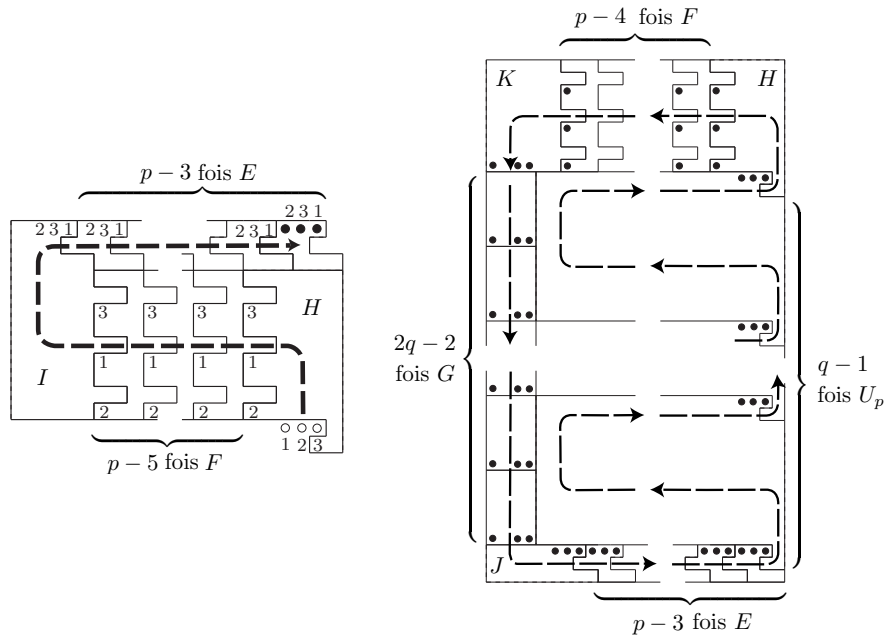 p − 4 fois F
K
H
p − 3 fois E
2 3 1
2 3 1 2 3 1 2 3 1
3 3 3 3
H
I
1 1 1 1
2 2 2 2
1 2 3
p − 5 fois F
2q − 2
fois G
q − 1
fois U_p
J
p − 3 fois E